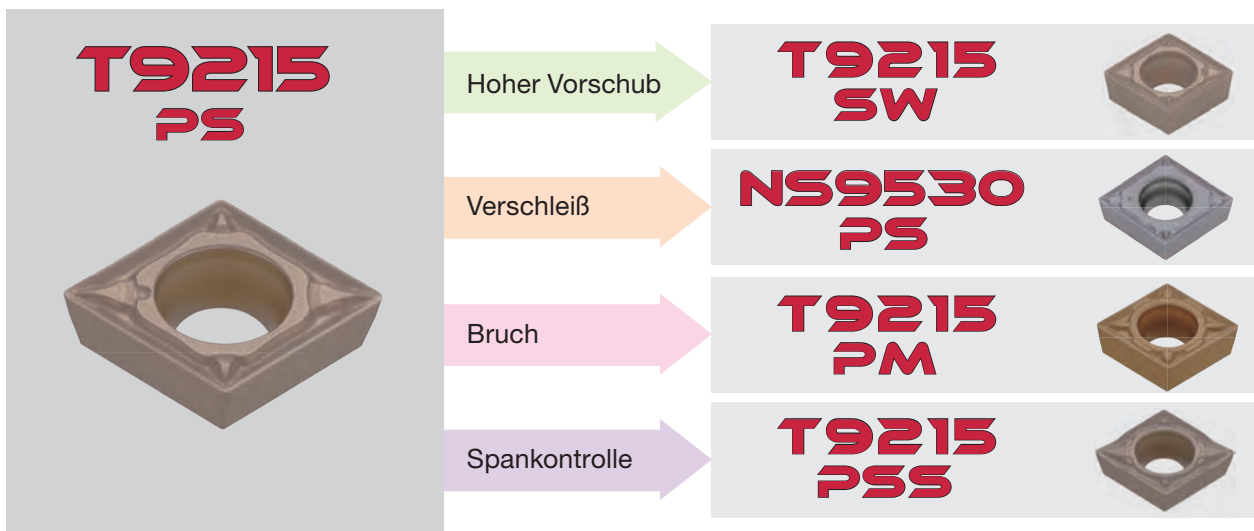 T9215
PS
Hoher Vorschub
T9215
SW
Verschleiß
NS9530
PS
Bruch
T9215
PM
Spankontrolle
T9215
PSS